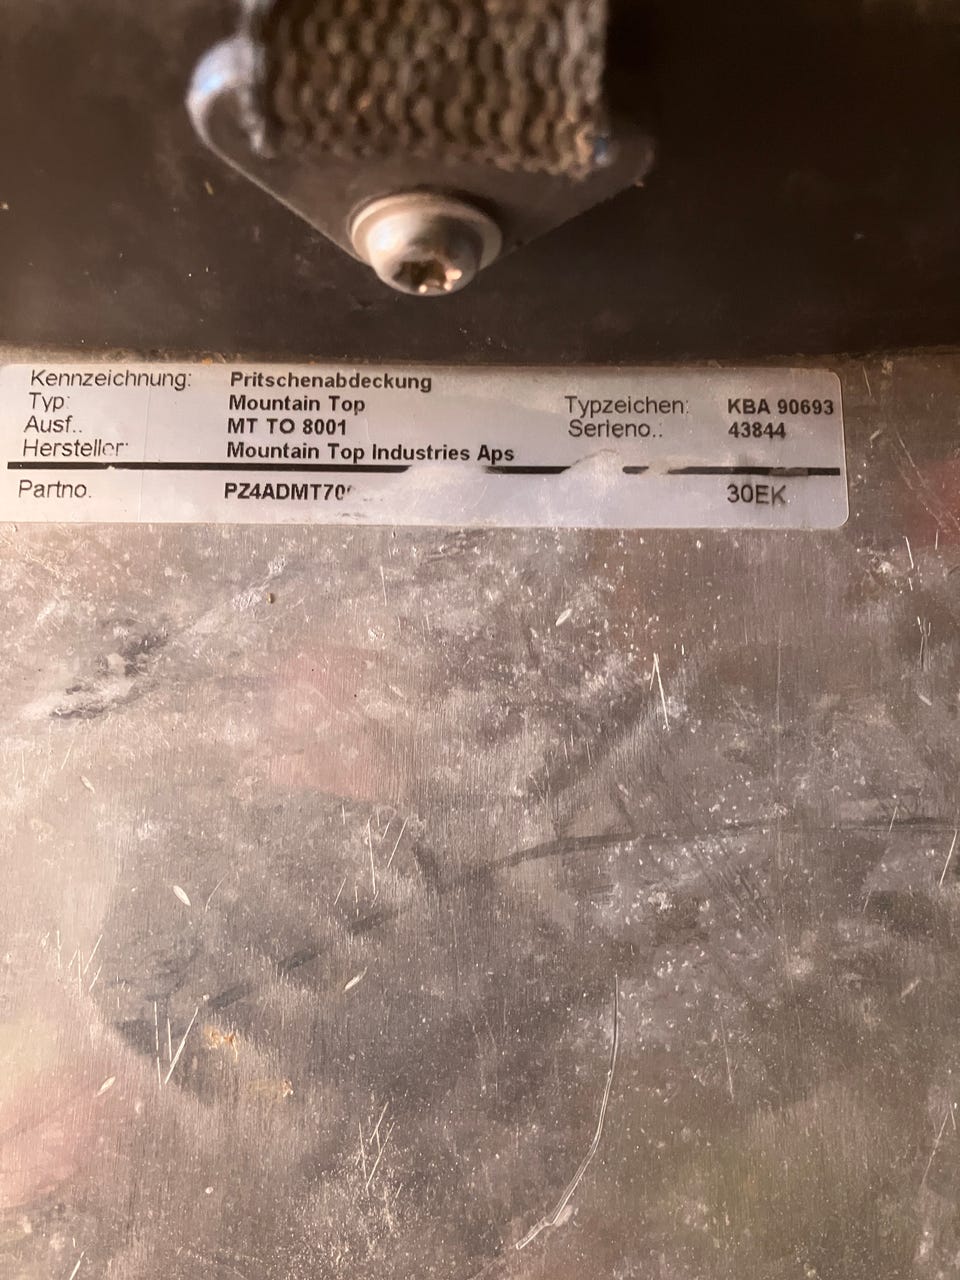 Kennzeichnung: Pritschenabdeckung
Typ: Mountain Top Typzeichen: KBA 90693
Ausf.. MT TO 8001 Serieno.: 43844
Hersteller: Mountain Top Industries Aps
Partno. 30EK